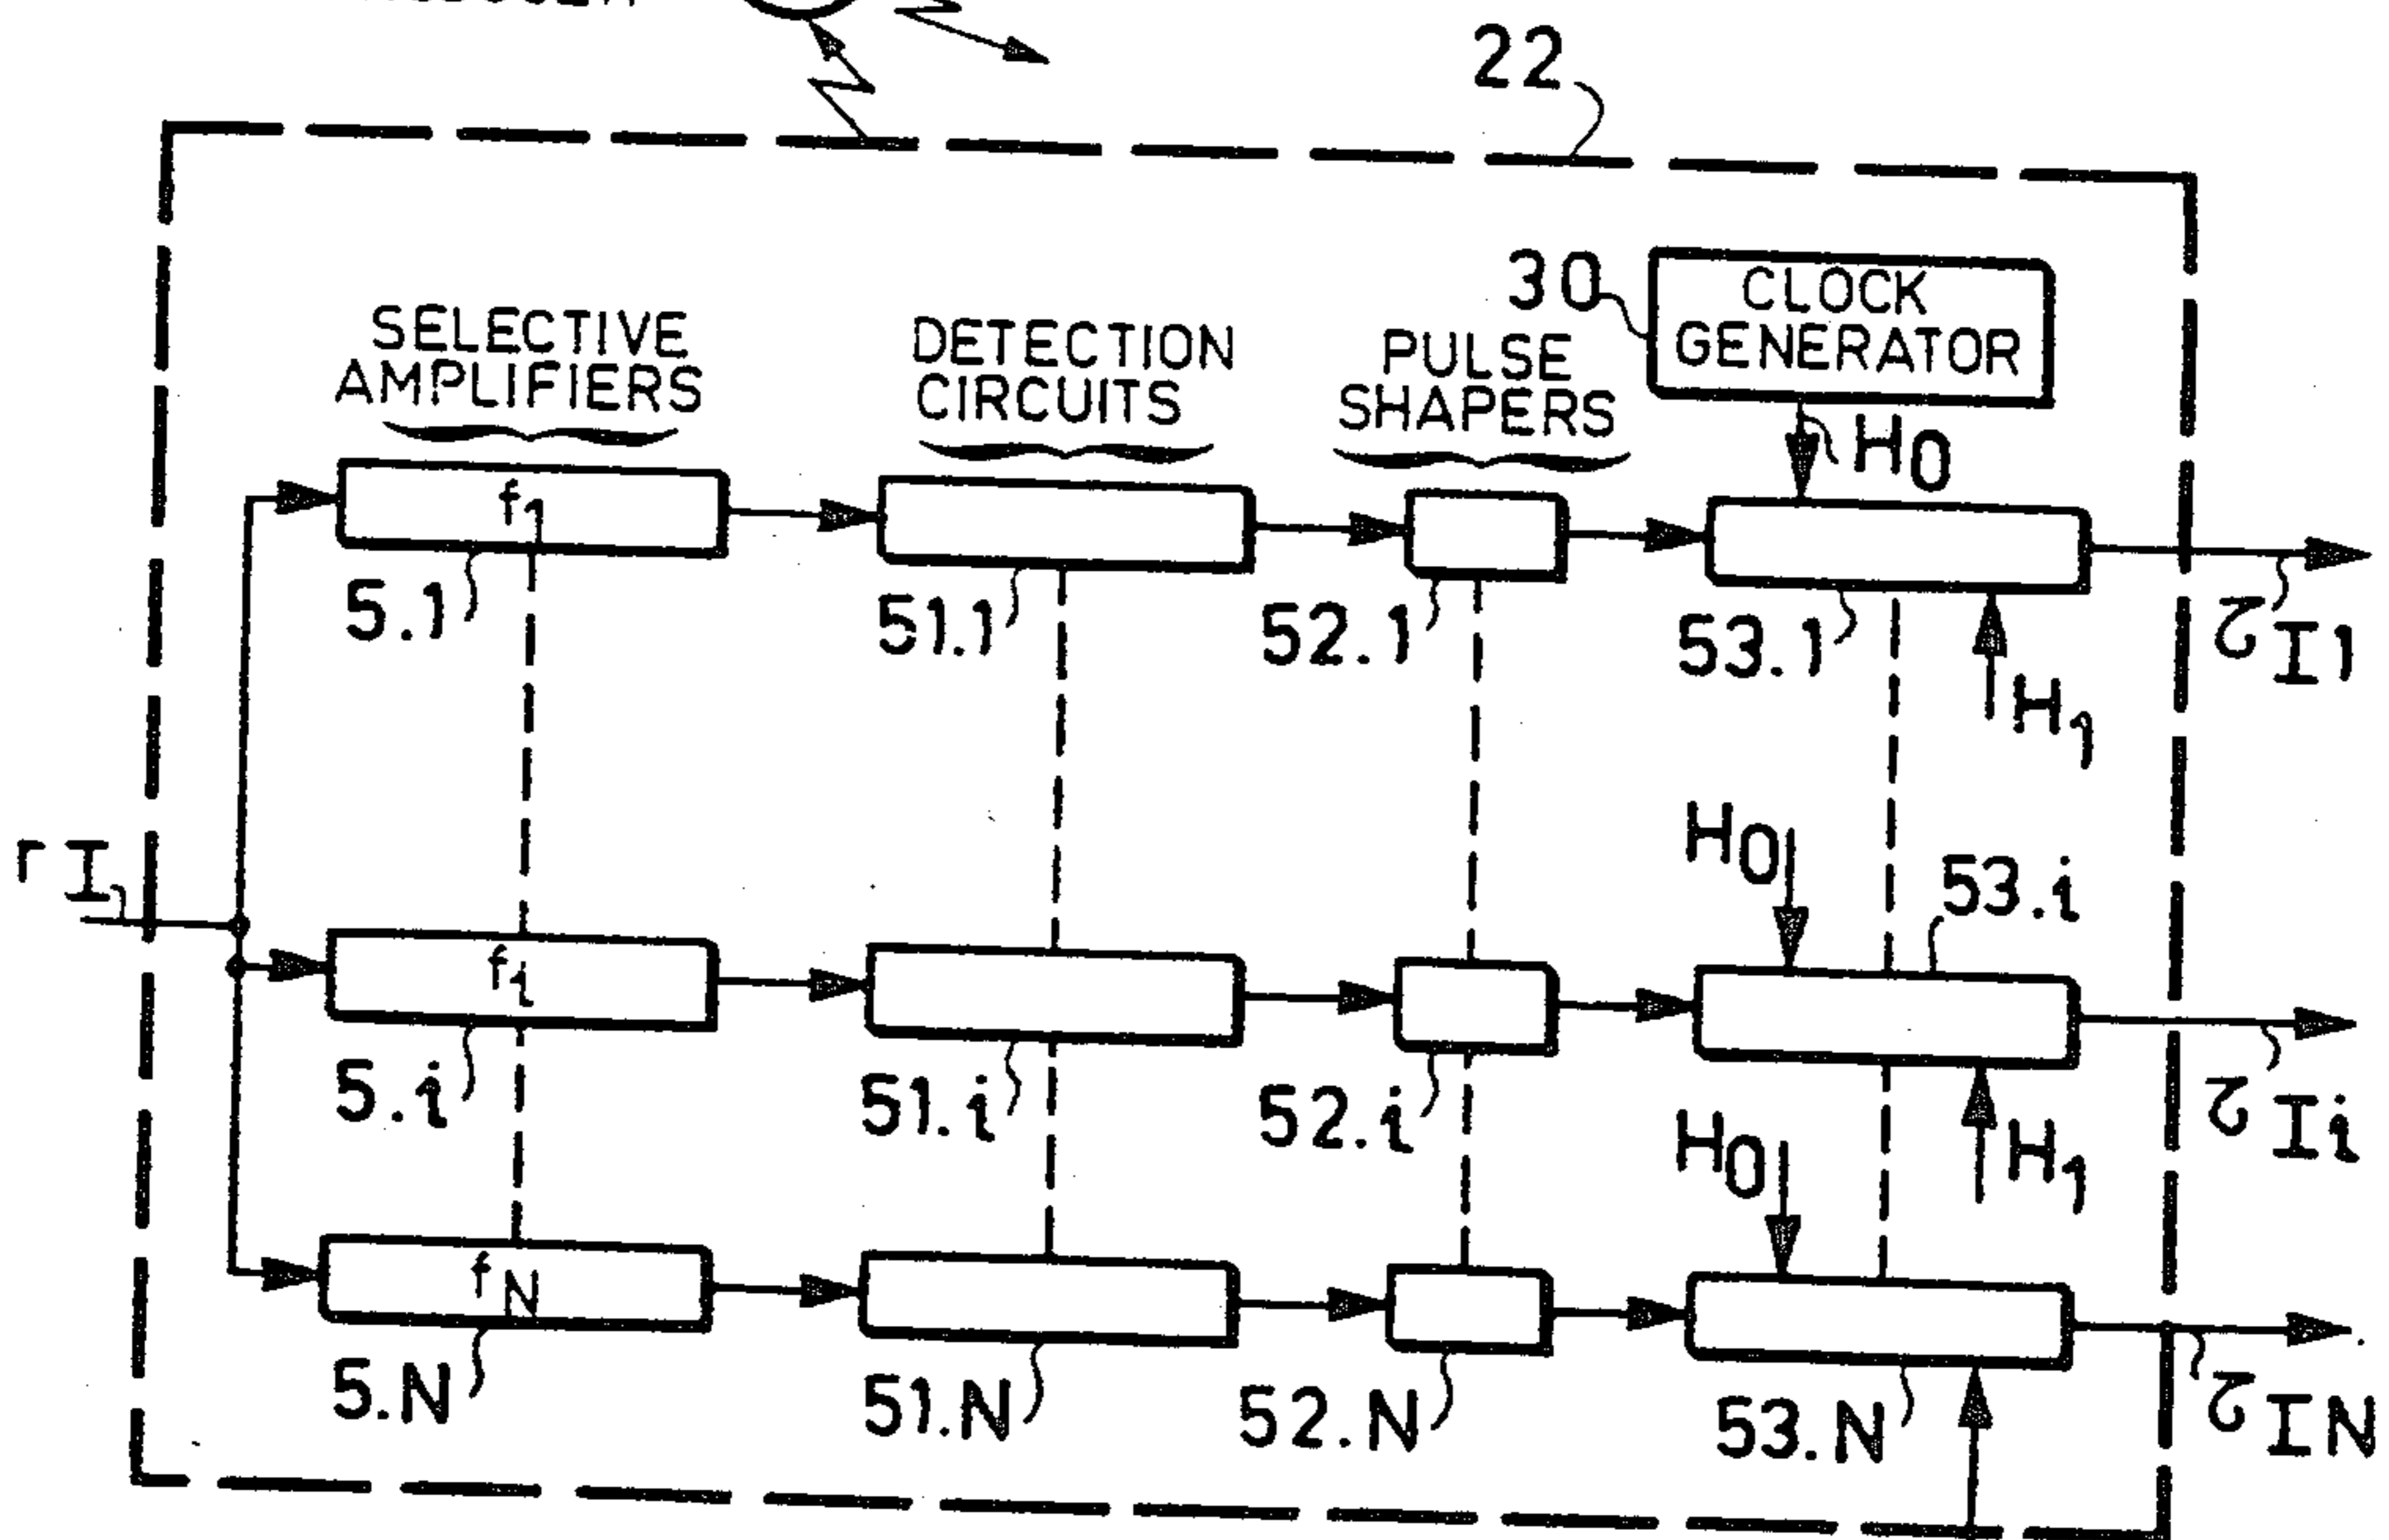 22
30
CLOCK
GENERATOR
SELECTIVE
AMPLIFIERS
DETECTION
CIRCUITS
PULSE
SHAPERS
H0
f1
5.1
51.1
52.1
53.1
H1
I1
H0
53.i
rI
fi
5.i
51.i
52.i
H1
Ii
H0
fN
5.N
51.N
52.N
53.N
IN